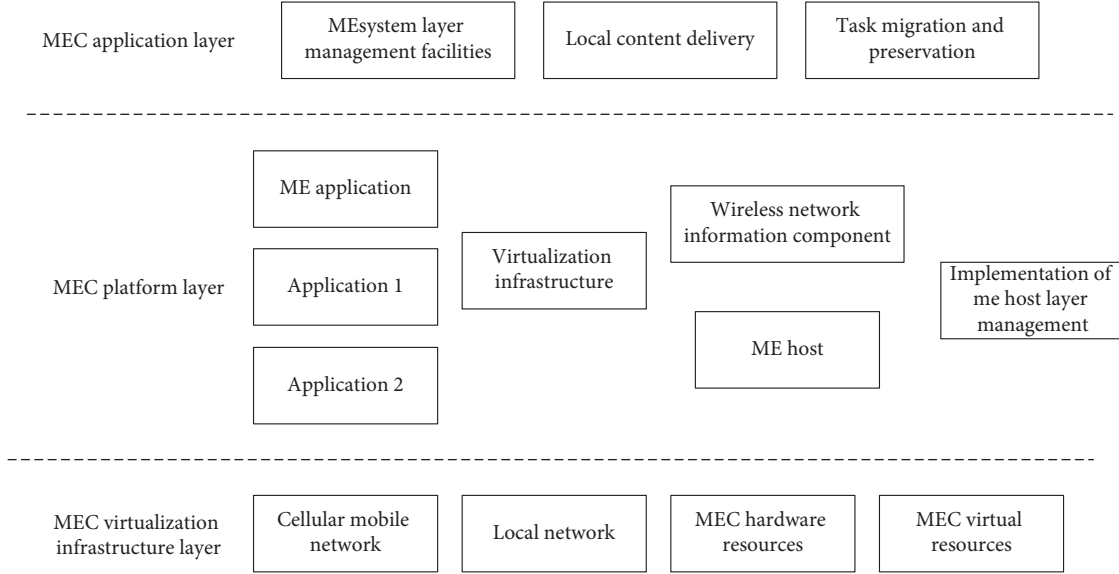 MEC application layer
MEsystem layer
management facilities
Local content delivery
Task migration and
preservation
MEC platform layer
ME application
Application 1
Application 2
Virtualization
infrastructure
Wireless network
information component
ME host
Implementation of
me host layer
management
MEC virtualization
infrastructure layer
Cellular mobile
network
Local network
MEC hardware
resources
MEC virtual
resources